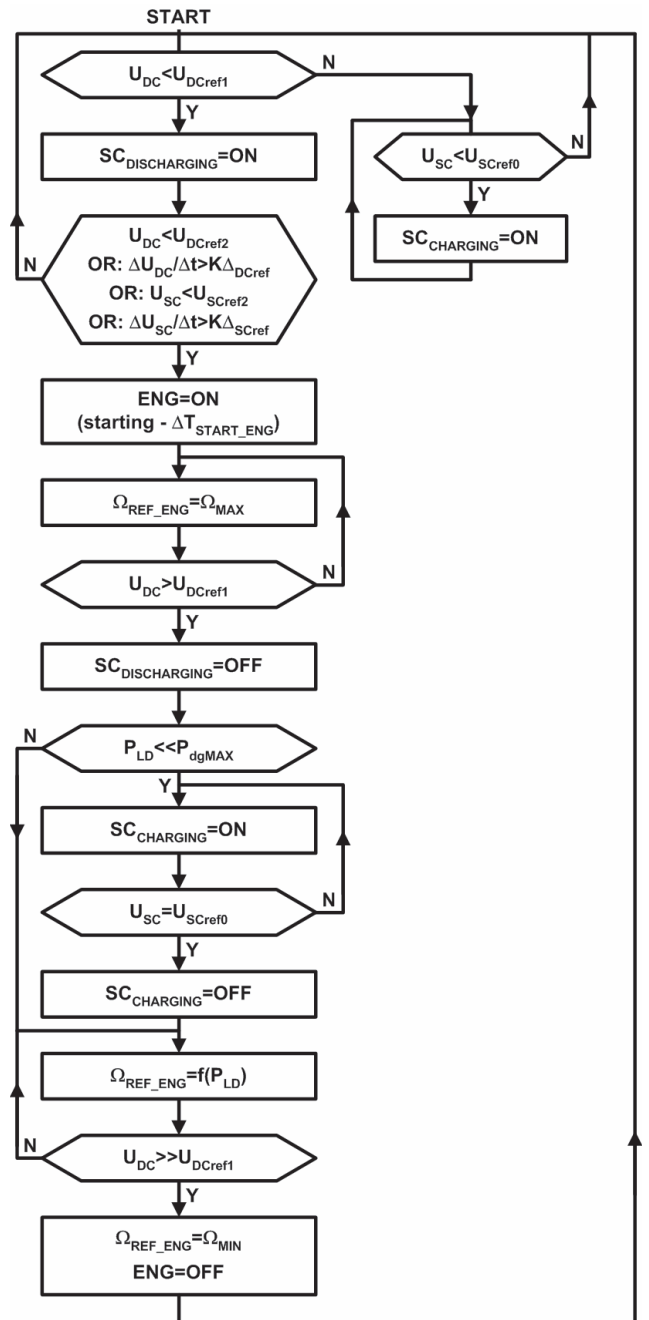 START
U_DC<U_DCref1
N
Y
SC_DISCHARGING=ON
U_SC<U_SCref0
N
Y
SC_CHARGING=ON
U_DC<U_DCref2
OR: ΔU_DC/Δt>KΔ_DCref
OR: U_SC<U_SCref2
OR: ΔU_SC/Δt>KΔ_SCref
N
Y
ENG=ON
(starting - ΔT_START_ENG)
Ω_REF_ENG=Ω_MAX
U_DC>U_DCref1
N
Y
SC_DISCHARGING=OFF
N
P_LD<<P_dgMAX
Y
SC_CHARGING=ON
U_SC=U_SCref0
N
Y
SC_CHARGING=OFF
Ω_REF_ENG=f(P_LD)
N
U_DC>>U_DCref1
Y
Ω_REF_ENG=Ω_MIN
ENG=OFF